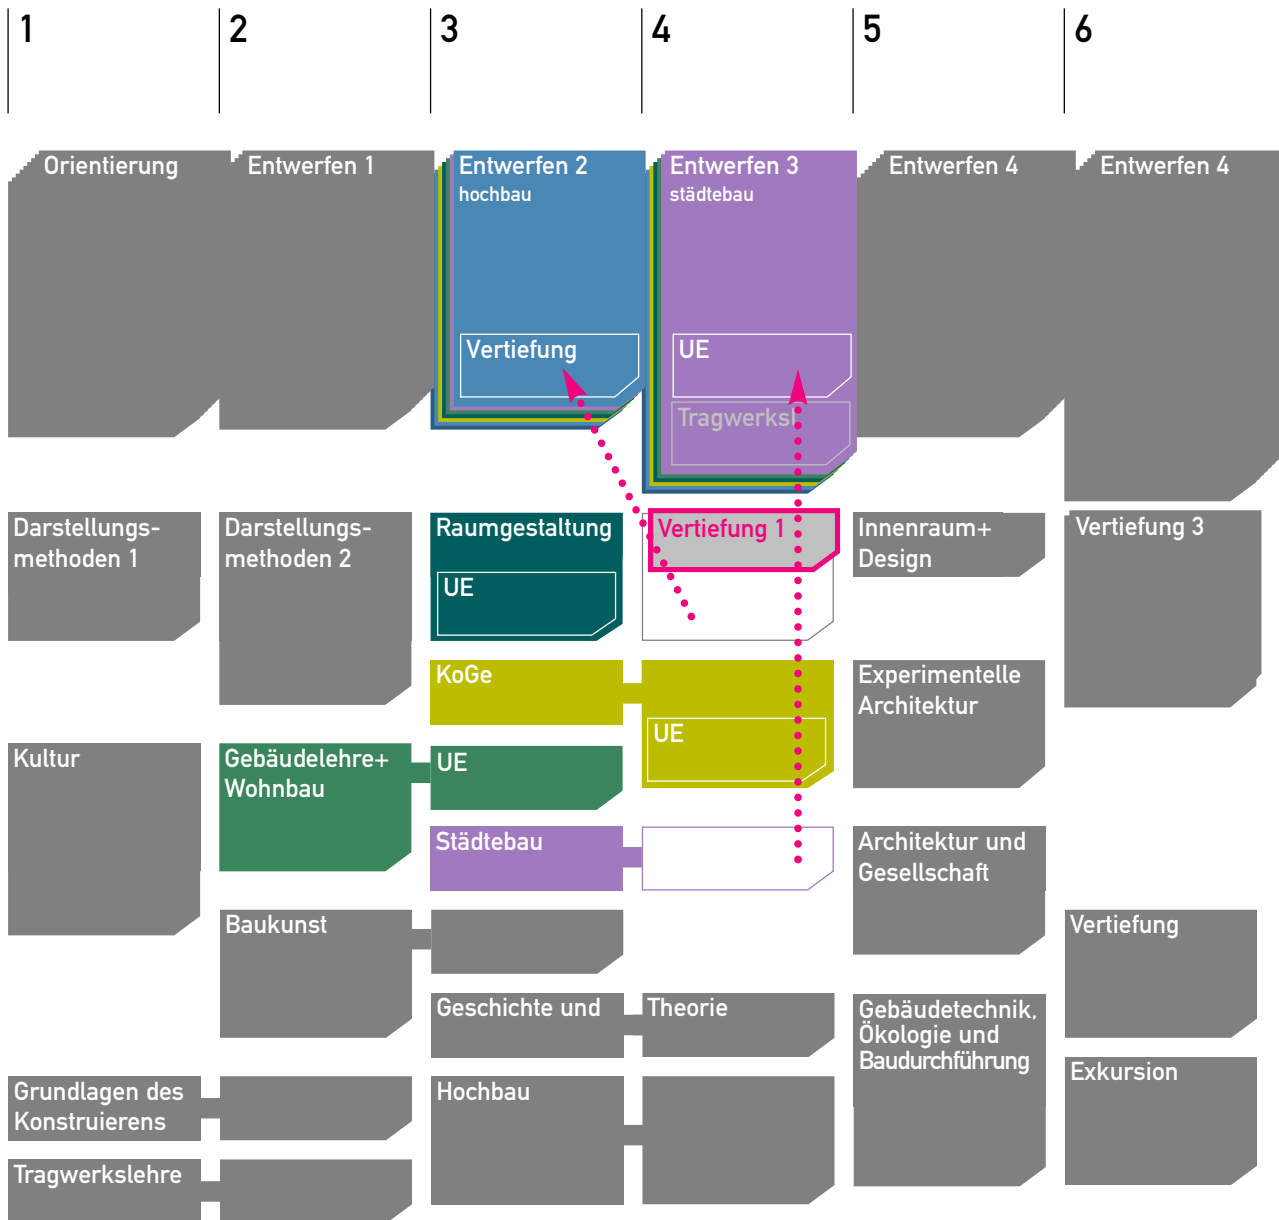 1 2 3 4 5 6
Orientierung
Entwerfen 1
Entwerfen 2
hochbau
Entwerfen 3
städtebau
Entwerfen 4
Entwerfen 4
Vertiefung
UE
Tragwerksl
Darstellungs-
methoden 1
Darstellungs-
methoden 2
Raumgestaltung
UE
Vertiefung 1
Innenraum+
Design
Vertiefung 3
KoGe
UE
Experimentelle
Architektur
Kultur
Gebäudelehre+
Wohnbau
UE
Städtebau
Architektur und
Gesellschaft
Baukunst
Vertiefung
Geschichte und
Theorie
Gebäudetechnik,
Ökologie und
Baudurchführung
Grundlagen des
Konstruierens
Hochbau
Exkursion
Tragwerkslehre